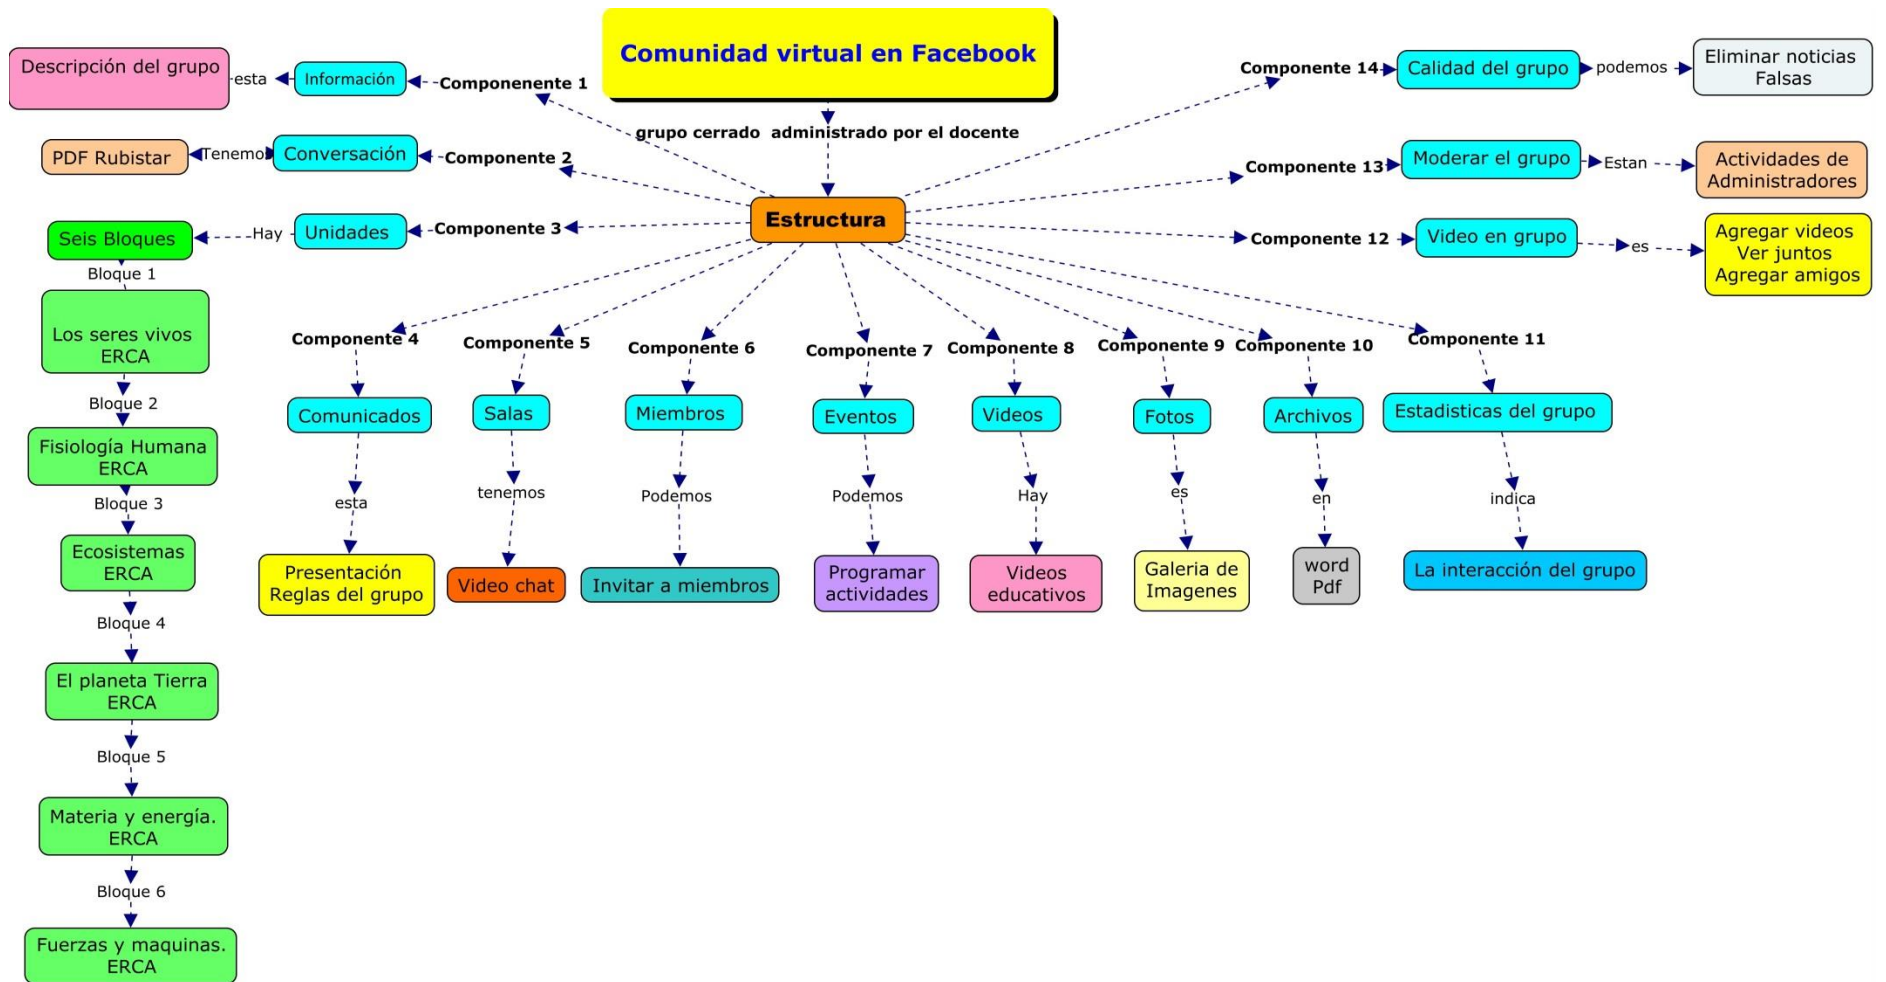 Comunidad virtual en Facebook
grupo cerrado administrado por el docente
Estructura
Componenente 1
Información
esta
Descripción del grupo
Componente 2
Conversación
Tenemos
PDF Rubistar
Componente 3
Unidades
Hay
Seis Bloques
Bloque 1
Los seres vivos
ERCA
Bloque 2
Fisiología Humana
ERCA
Bloque 3
Ecosistemas
ERCA
Bloque 4
El planeta Tierra
ERCA
Bloque 5
Materia y energía.
ERCA
Bloque 6
Fuerzas y maquinas.
ERCA
Componente 4
Comunicados
esta
Presentación
Reglas del grupo
Componente 5
Salas
tenemos
Video chat
Componente 6
Miembros
Podemos
Invitar a miembros
Componente 7
Eventos
Podemos
Programar
actividades
Componente 8
Videos
Hay
Videos
educativos
Componente 9
Fotos
es
Galeria de
Imagenes
Componente 10
Archivos
en
word
Pdf
Componente 11
Estadisticas del grupo
indica
La interacción del grupo
Componente 12
Video en grupo
es
Agregar videos
Ver juntos
Agregar amigos
Componente 13
Moderar el grupo
Estan
Actividades de
Administradores
Componente 14
Calidad del grupo
podemos
Eliminar noticias
Falsas